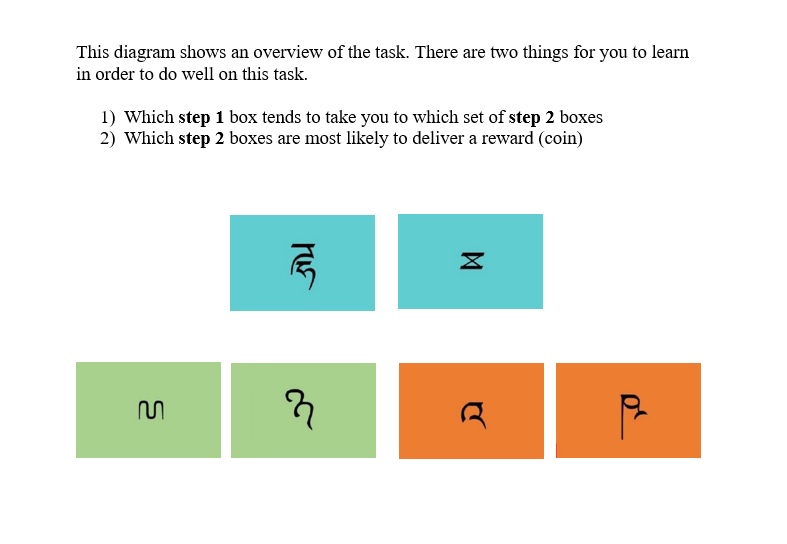 This diagram shows an overview of the task. There are two things for you to learn
in order to do well on this task.
1) Which step 1 box tends to take you to which set of step 2 boxes
2) Which step 2 boxes are most likely to deliver a reward (coin)